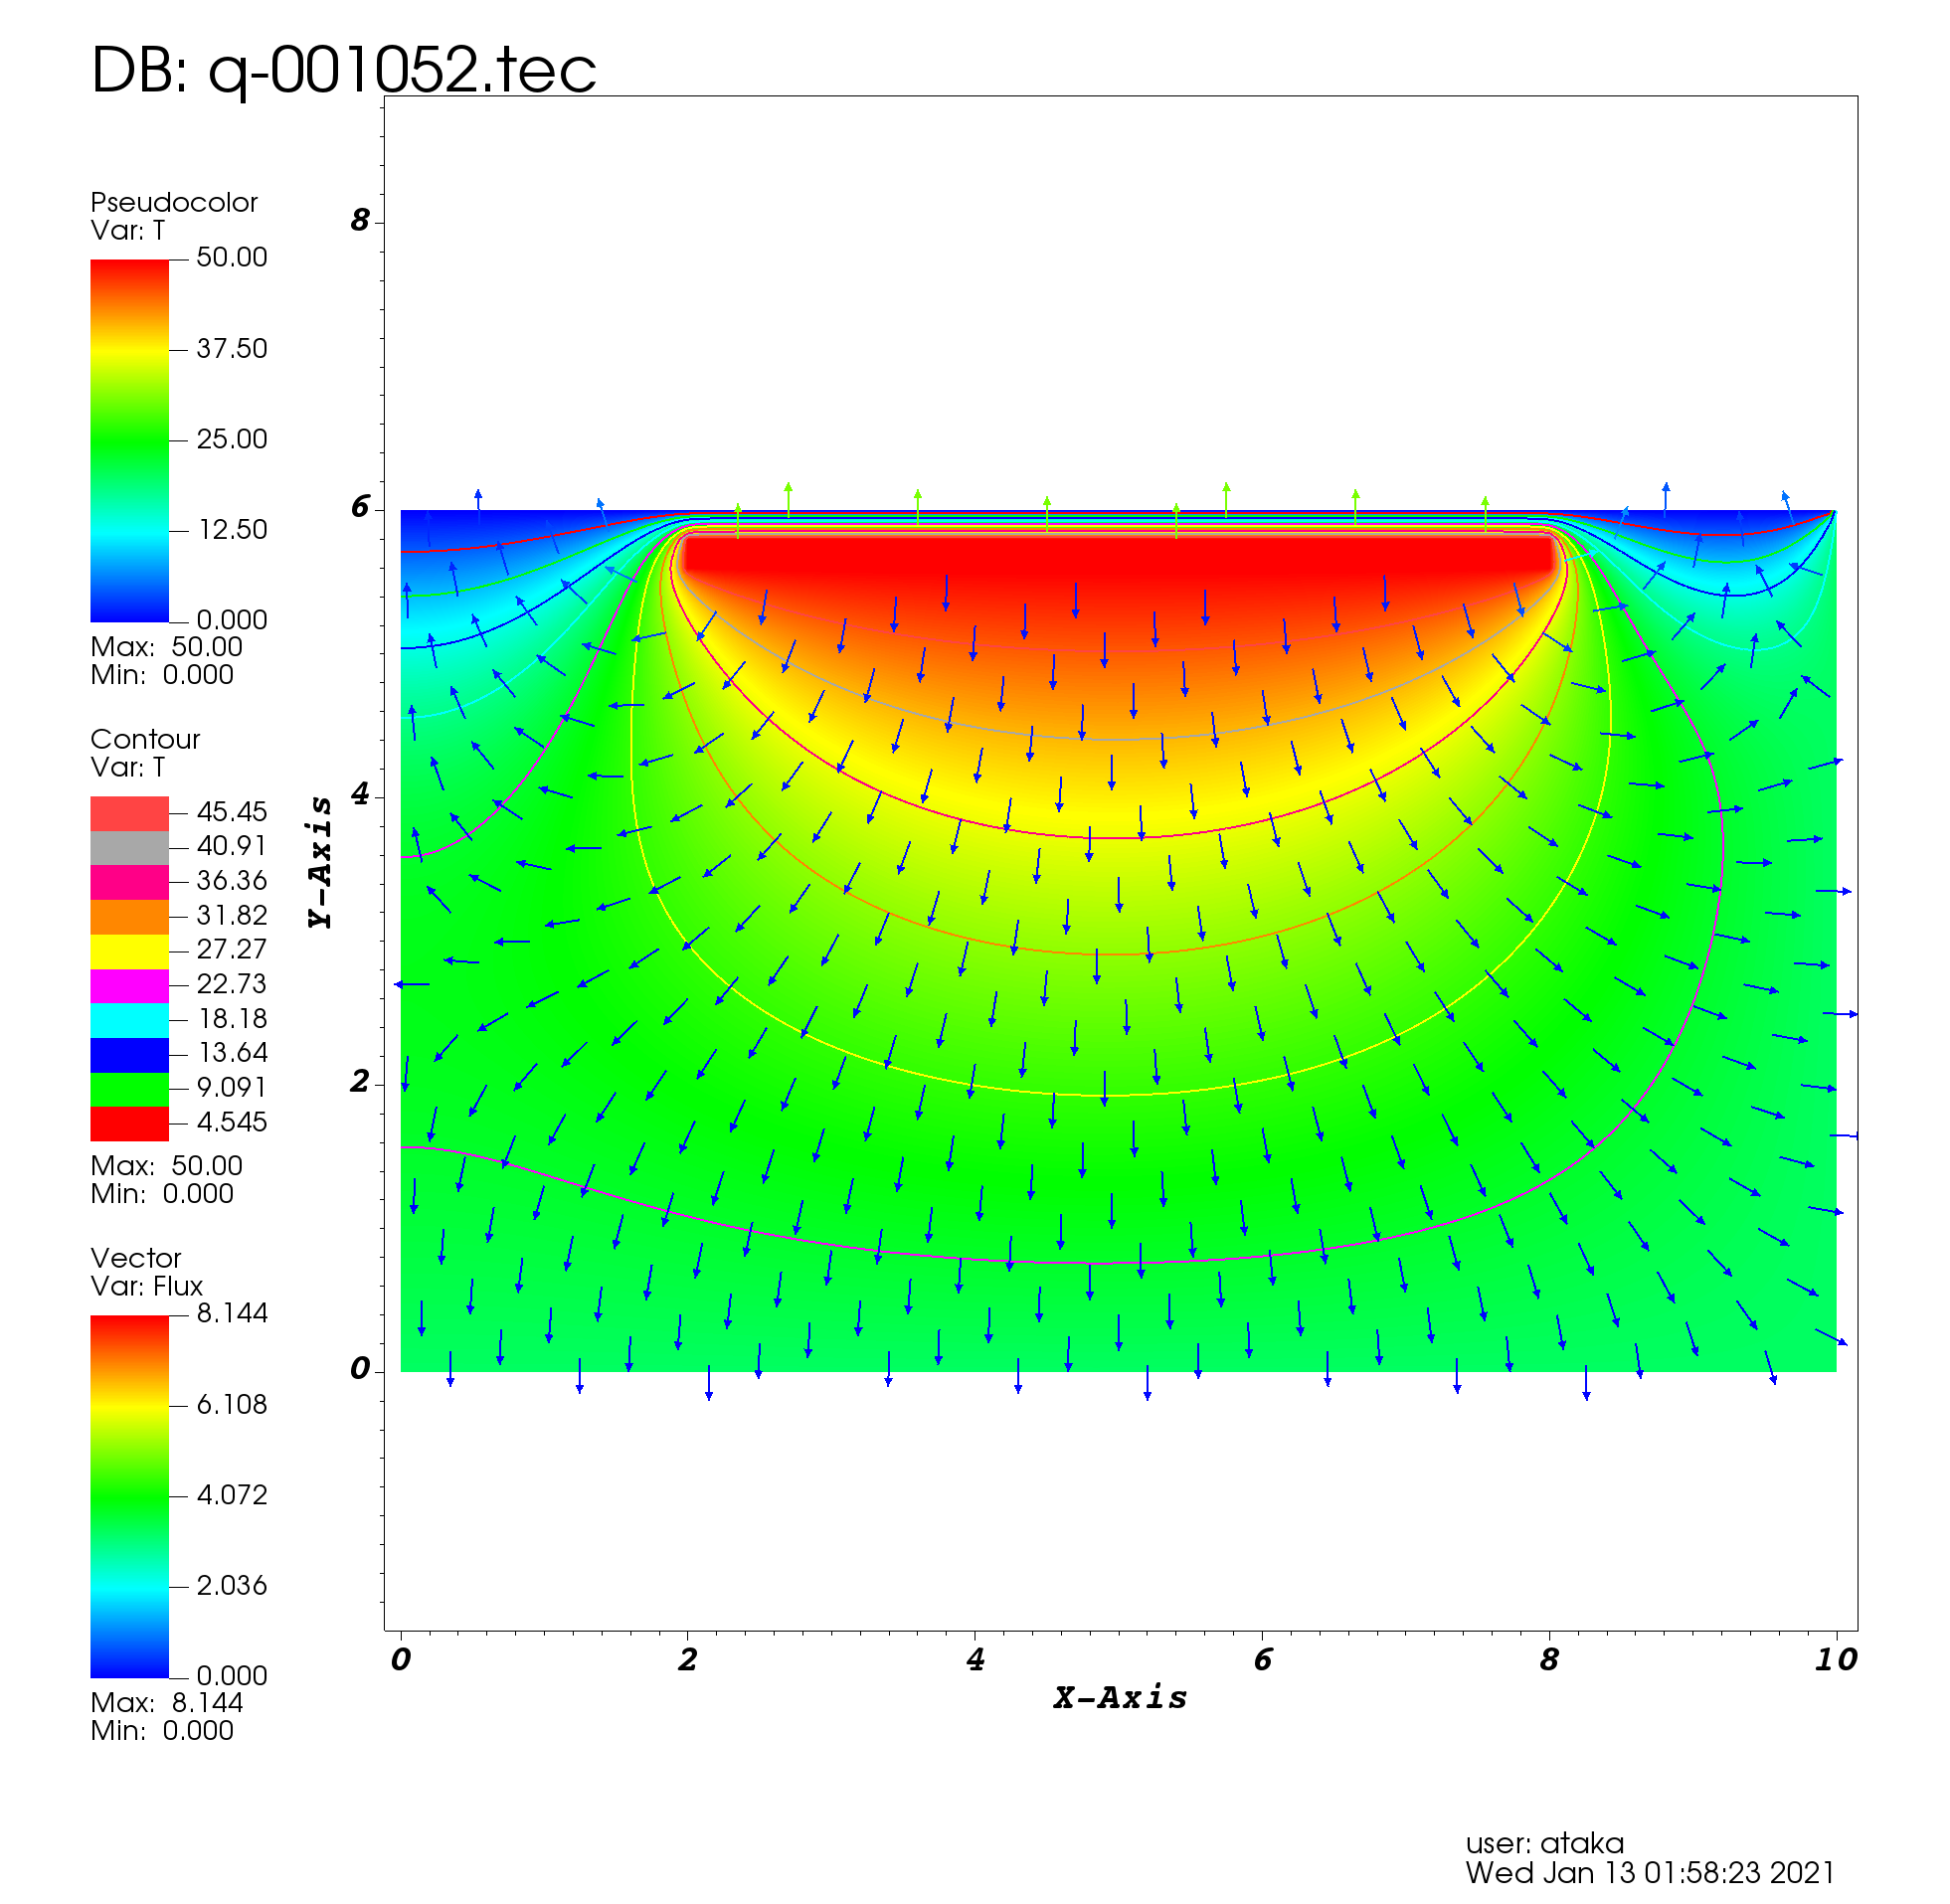 DB: q-001052.tec
Pseudocolor
Var: T
50.00
37.50
25.00
12.50
0.000
Max: 50.00
Min: 0.000
Contour
Var: T
45.45
40.91
36.36
31.82
27.27
22.73
18.18
13.64
9.091
4.545
Max: 50.00
Min: 0.000
Vector
Var: Flux
8.144
6.108
4.072
2.036
0.000
Max: 8.144
Min: 0.000
8
6
4
2
0
Y-Axis
0 2 4 6 8 10
X-Axis
user: ataka
Wed Jan 13 01:58:23 2021